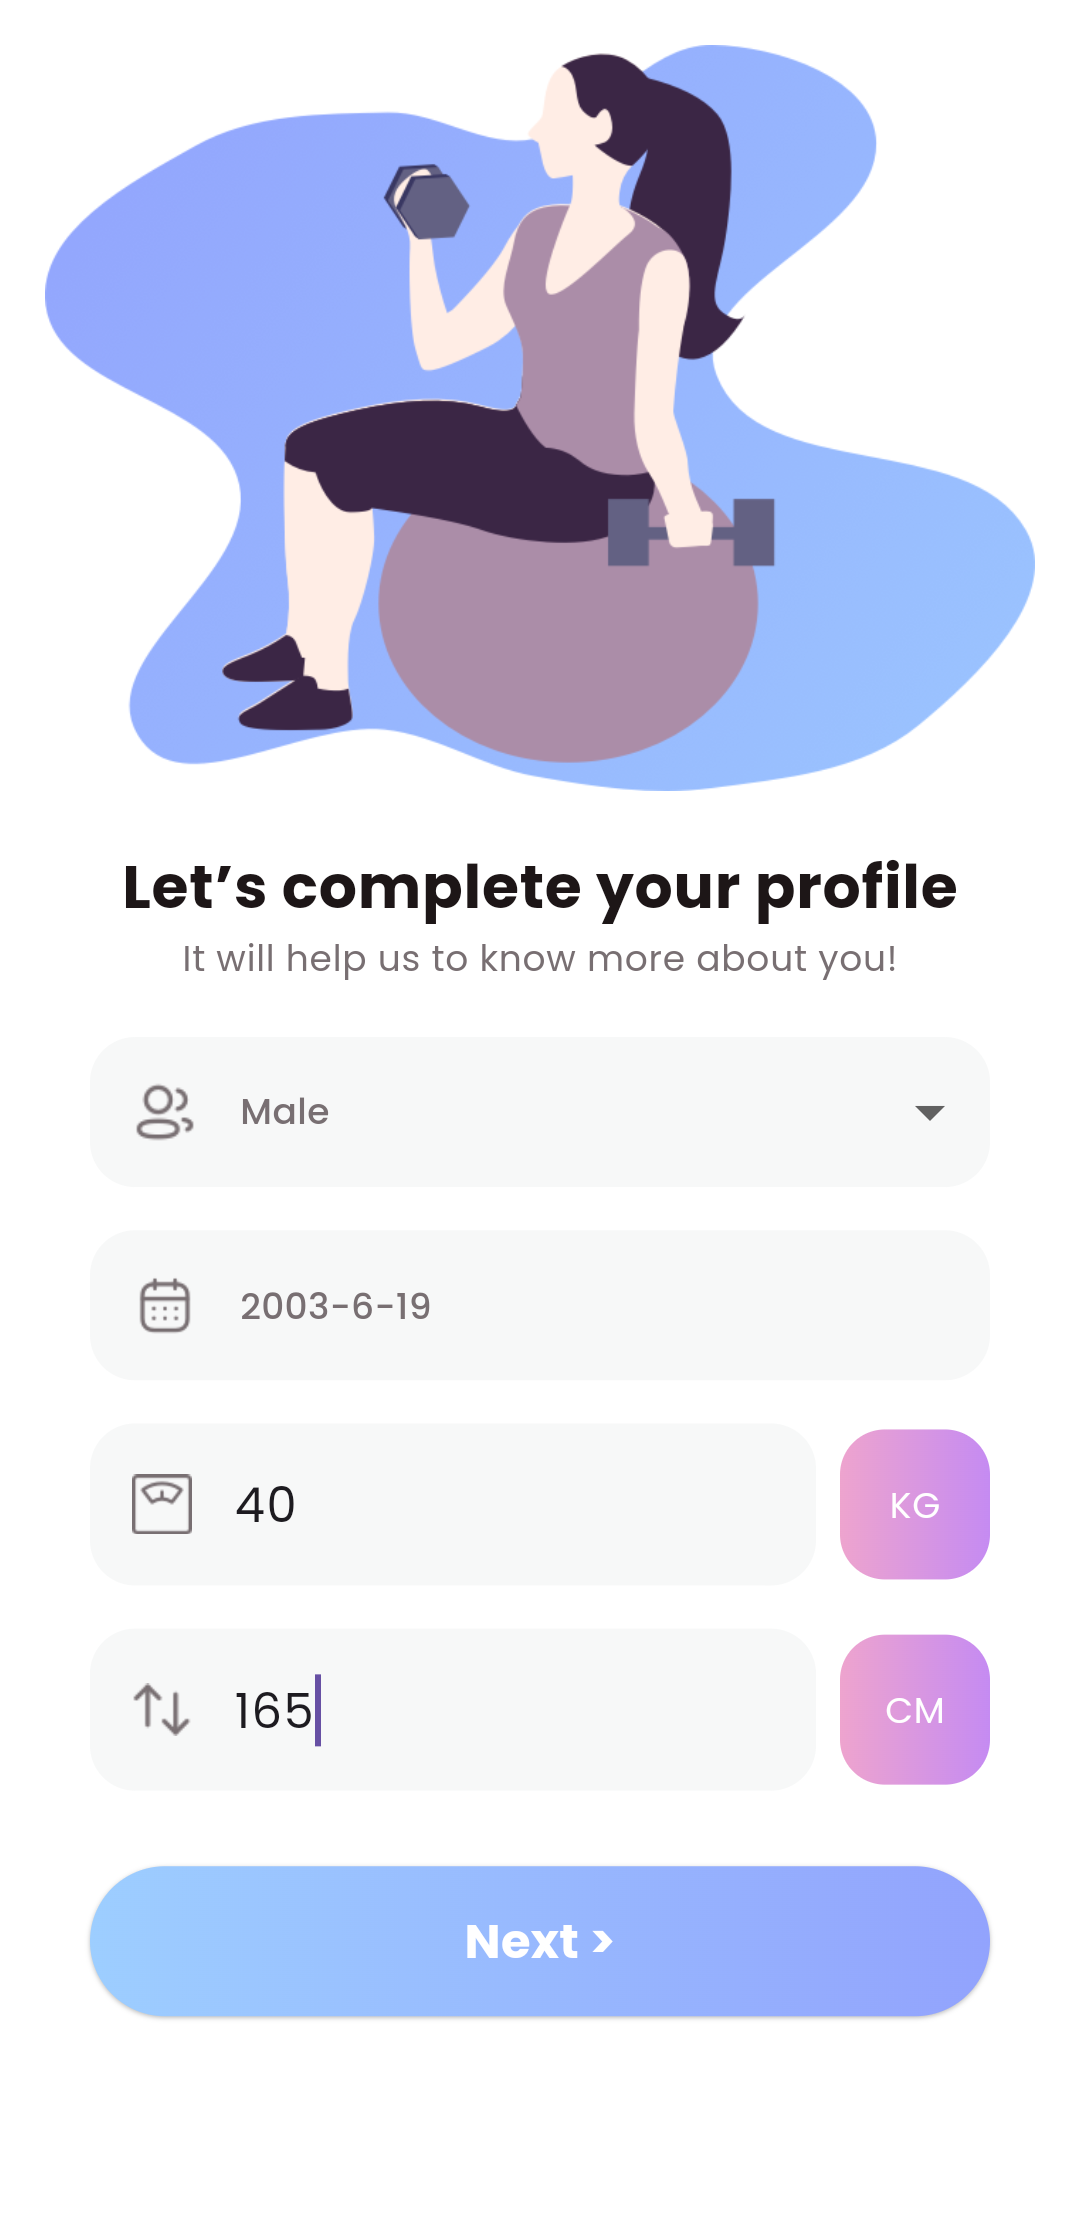 Let’s complete your profile
It will help us to know more about you!
Male
2003-6-19
40
KG
165
CM
Next >